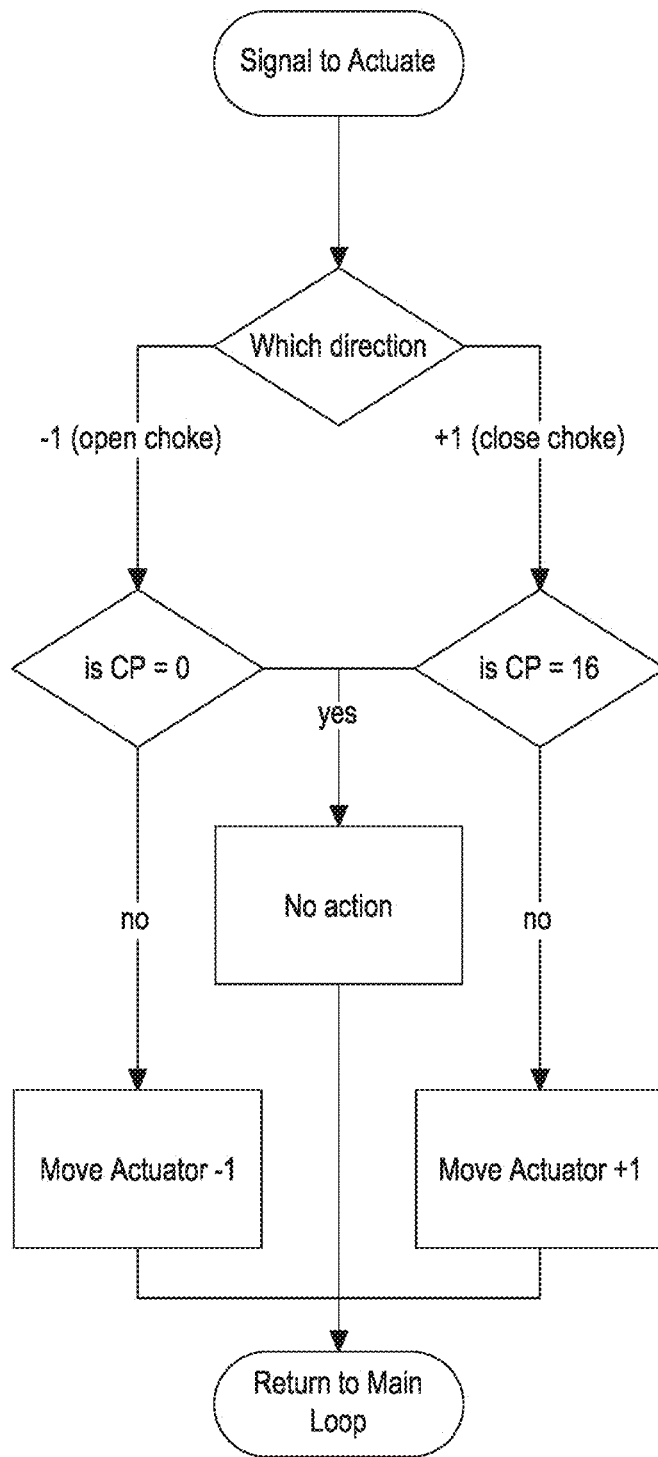 Signal to Actuate
Which direction
-1 (open choke)
+1 (close choke)
is CP = 0
is CP = 16
yes
No action
no
no
Move Actuator -1
Move Actuator +1
Return to Main
Loop